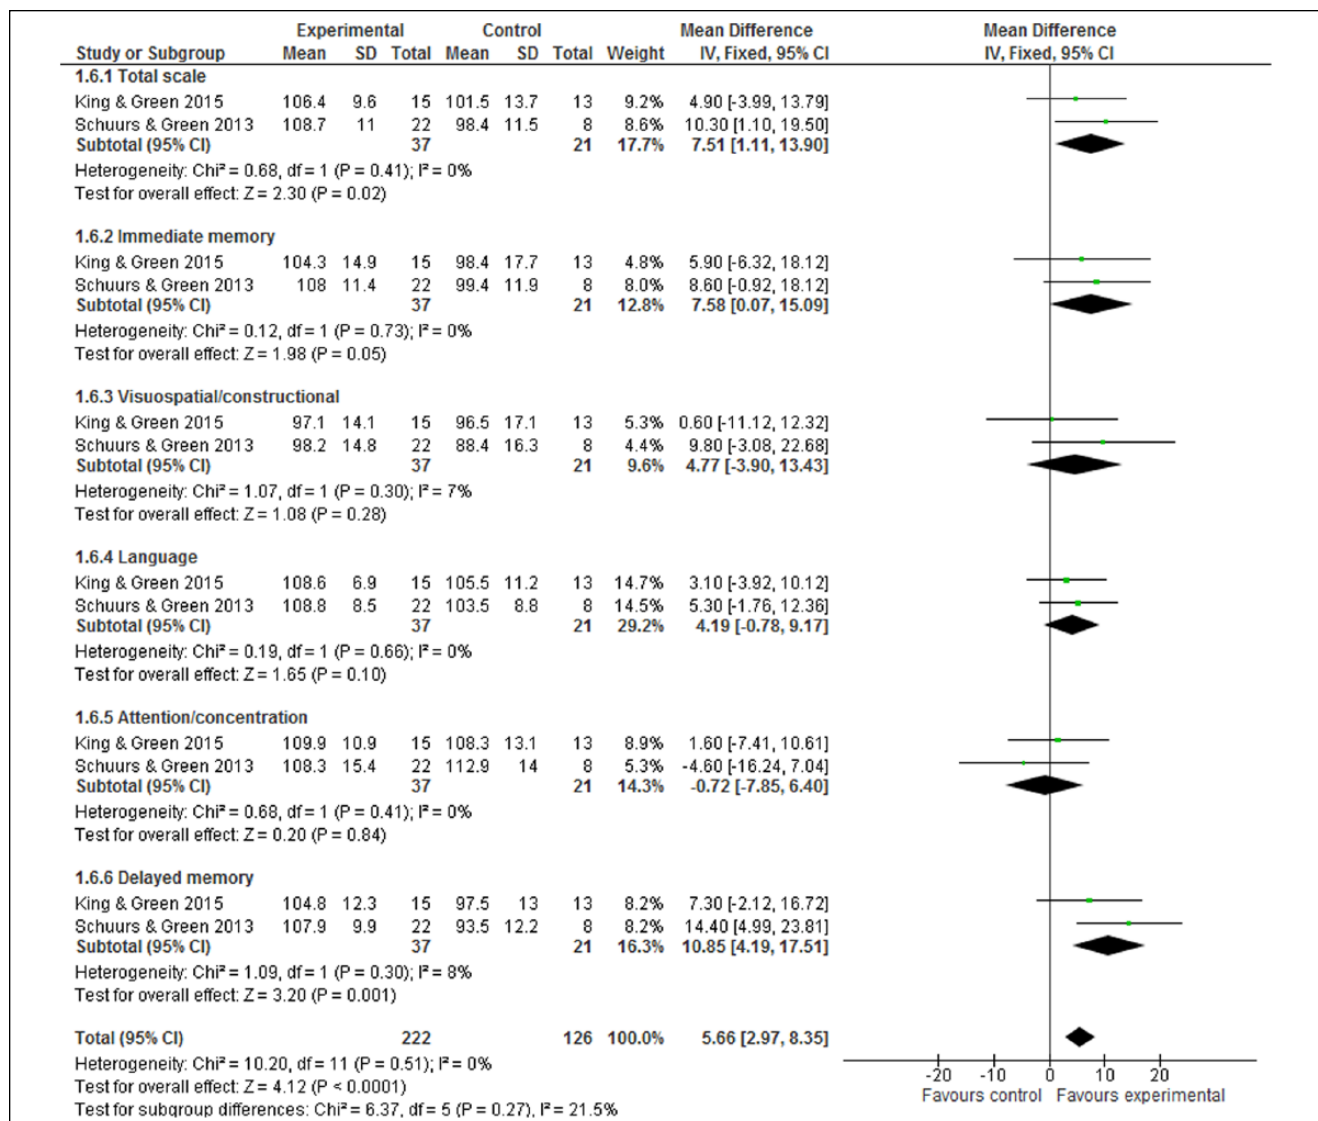 Experimental Control Mean Difference Mean Difference
Study or Subgroup Mean SD Total Mean SD Total Weight IV, Fixed, 95% CI IV, Fixed, 95% CI
1.6.1 Total scale
King & Green 2015 106.4 9.6 15 101.5 13.7 13 9.2% 4.90 [-3.99, 13.79]
Schuurs & Green 2013 108.7 11 22 98.4 11.5 8 8.6% 10.30 [1.10, 19.50]
Subtotal (95% CI) 37 21 17.7% 7.51 [1.11, 13.90]
Heterogeneity: Chi² = 0.68, df = 1 (P = 0.41); I² = 0%
Test for overall effect: Z = 2.30 (P = 0.02)
1.6.2 Immediate memory
King & Green 2015 104.3 14.9 15 98.4 17.7 13 4.8% 5.90 [-6.32, 18.12]
Schuurs & Green 2013 108 11.4 22 99.4 11.9 8 8.0% 8.60 [-0.92, 18.12]
Subtotal (95% CI) 37 21 12.8% 7.58 [0.07, 15.09]
Heterogeneity: Chi² = 0.12, df = 1 (P = 0.73); I² = 0%
Test for overall effect: Z = 1.98 (P = 0.05)
1.6.3 Visuospatial/constructional
King & Green 2015 97.1 14.1 15 96.5 17.1 13 5.3% 0.60 [-11.12, 12.32]
Schuurs & Green 2013 98.2 14.8 22 88.4 16.3 8 4.4% 9.80 [-3.08, 22.68]
Subtotal (95% CI) 37 21 9.6% 4.77 [-3.90, 13.43]
Heterogeneity: Chi² = 1.07, df = 1 (P = 0.30); I² = 7%
Test for overall effect: Z = 1.08 (P = 0.28)
1.6.4 Language
King & Green 2015 108.6 6.9 15 105.5 11.2 13 14.7% 3.10 [-3.92, 10.12]
Schuurs & Green 2013 108.8 8.5 22 103.5 8.8 8 14.5% 5.30 [-1.76, 12.36]
Subtotal (95% CI) 37 21 29.2% 4.19 [-0.78, 9.17]
Heterogeneity: Chi² = 0.19, df = 1 (P = 0.66); I² = 0%
Test for overall effect: Z = 1.65 (P = 0.10)
1.6.5 Attention/concentration
King & Green 2015 109.9 10.9 15 108.3 13.1 13 8.9% 1.60 [-7.41, 10.61]
Schuurs & Green 2013 108.3 15.4 22 112.9 14 8 5.3% -4.60 [-16.24, 7.04]
Subtotal (95% CI) 37 21 14.3% -0.72 [-7.85, 6.40]
Heterogeneity: Chi² = 0.68, df = 1 (P = 0.41); I² = 0%
Test for overall effect: Z = 0.20 (P = 0.84)
1.6.6 Delayed memory
King & Green 2015 104.8 12.3 15 97.5 13 13 8.2% 7.30 [-2.12, 16.72]
Schuurs & Green 2013 107.9 9.9 22 93.5 12.2 8 8.2% 14.40 [4.99, 23.81]
Subtotal (95% CI) 37 21 16.3% 10.85 [4.19, 17.51]
Heterogeneity: Chi² = 1.09, df = 1 (P = 0.30); I² = 8%
Test for overall effect: Z = 3.20 (P = 0.001)
Total (95% CI) 222 126 100.0% 5.66 [2.97, 8.35]
Heterogeneity: Chi² = 10.20, df = 11 (P = 0.51); I² = 0%
Test for overall effect: Z = 4.12 (P < 0.0001)
Test for subgroup differences: Chi² = 6.37, df = 5 (P = 0.27), I² = 21.5%
-20 -10 0 10 20
Favours control Favours experimental